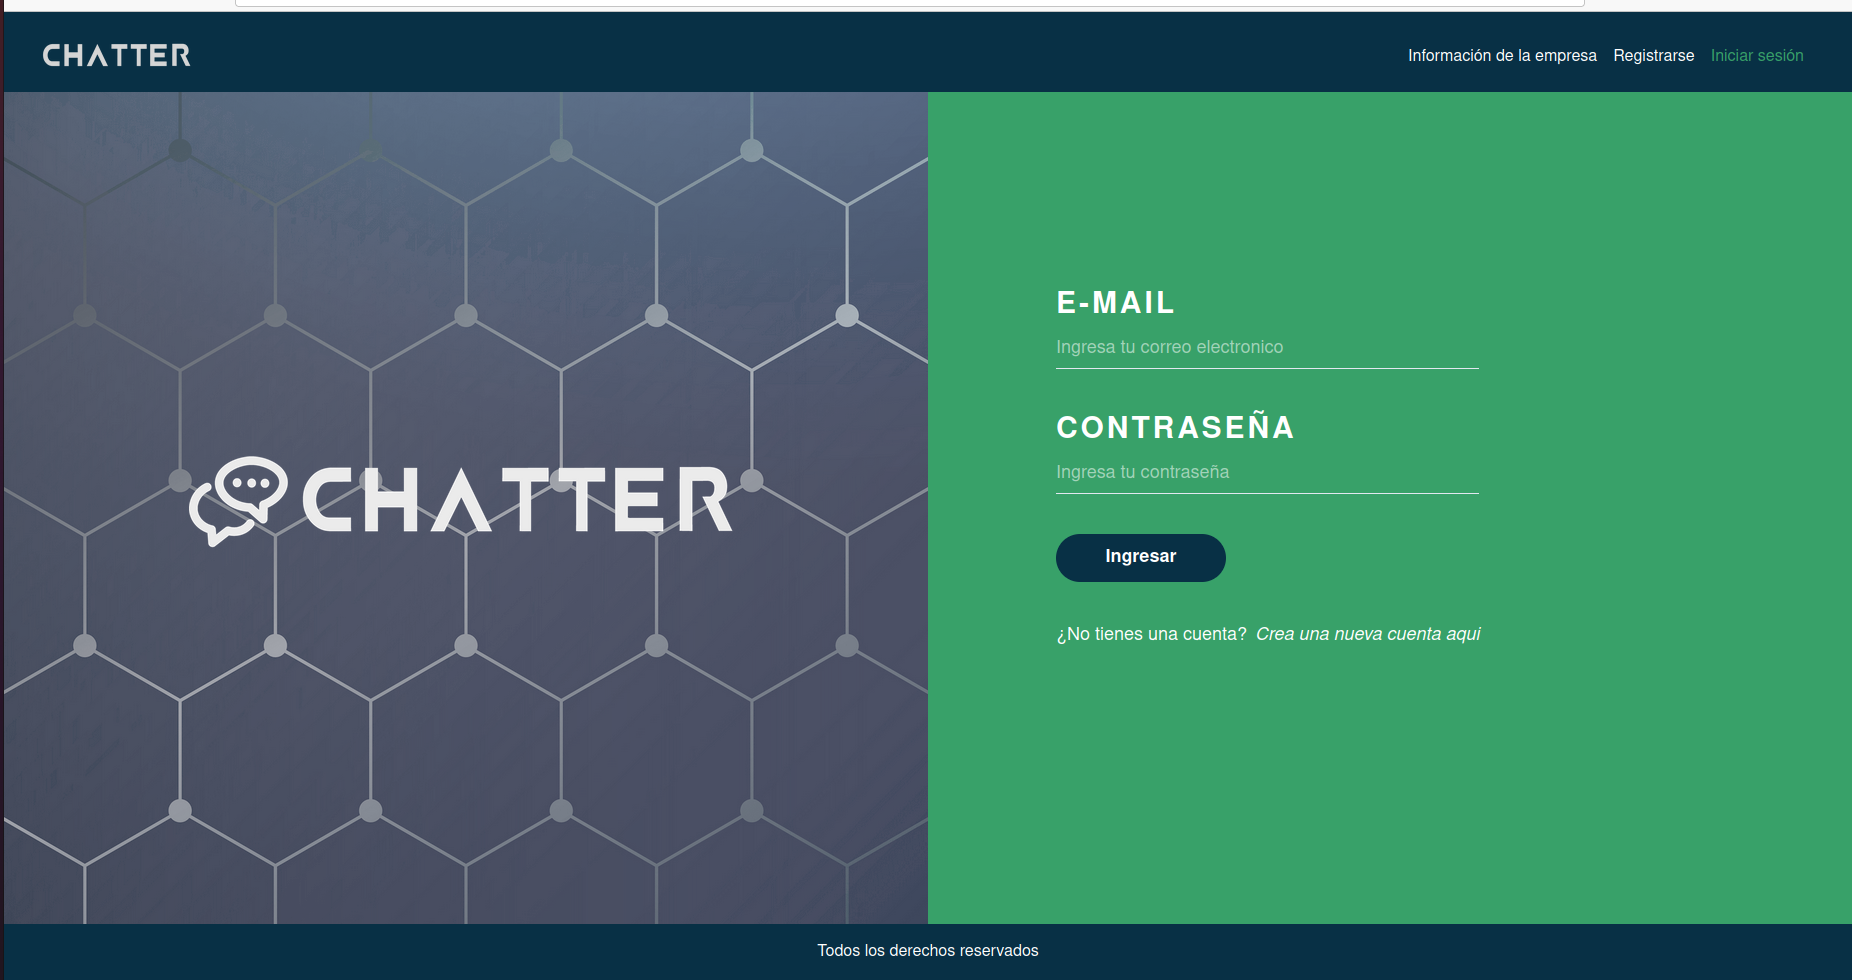 CHATTER
Información de la empresa Registrarse Iniciar sesión
CHATTER
E-MAIL
Ingresa tu correo electronico
CONTRASEÑA
Ingresa tu contraseña
Ingresar
¿No tienes una cuenta? Crea una nueva cuenta aqui
Todos los derechos reservados